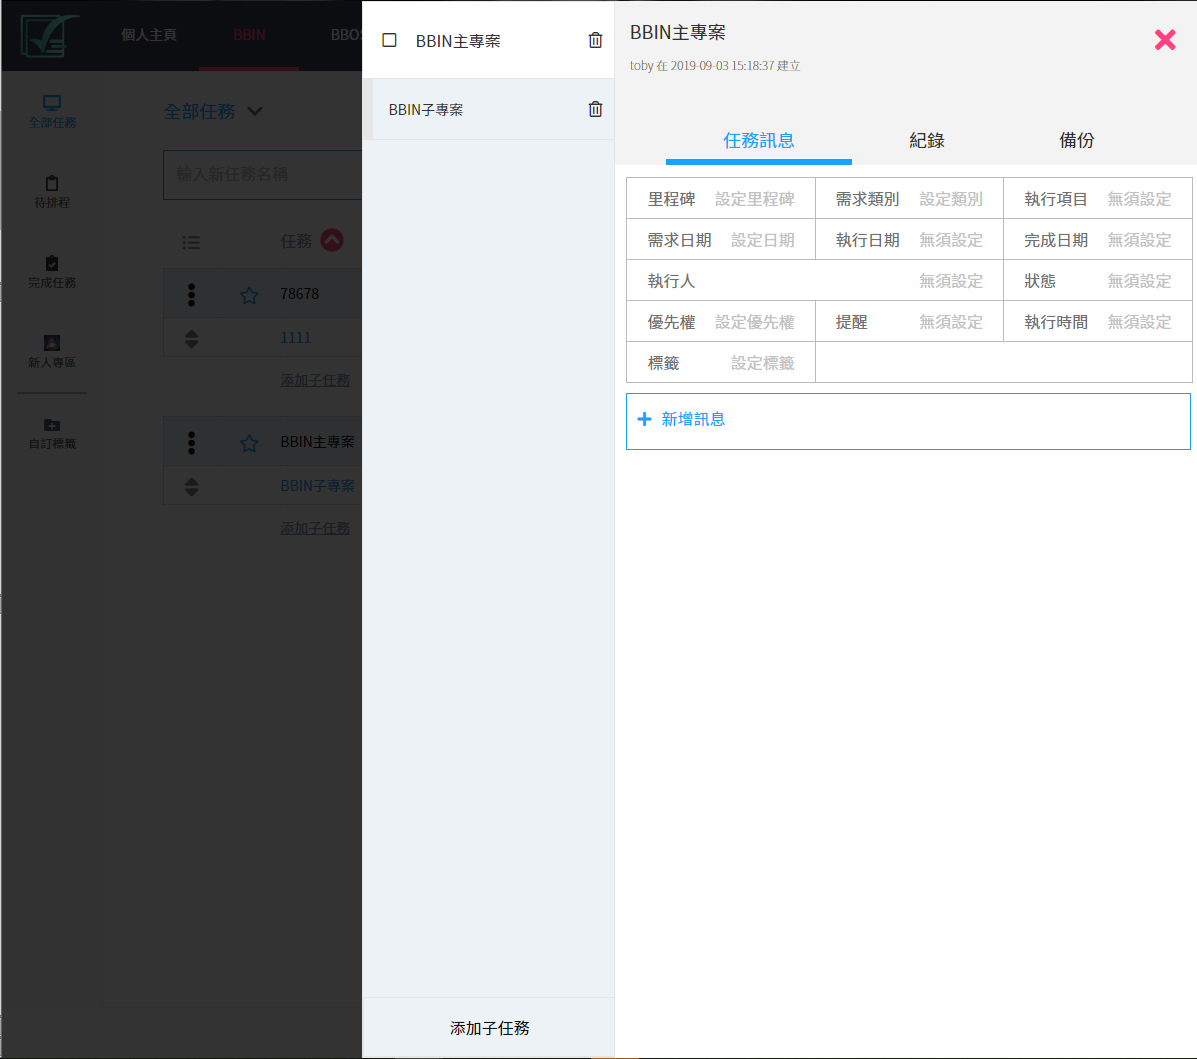 個人主頁
BBIN
BBOS
全部任務
待排程
完成任務
新人專區
自訂標籤
全部任務
輸入新任務名稱
任務
78678
1111
添加子任務
BBIN主專案
BBIN子專案
添加子任務
BBIN主專案
BBIN子專案
添加子任務
BBIN主專案
toby 在 2019-09-03 15:18:37 建立
任務訊息 紀錄 備份
里程碑 設定里程碑 需求類別 設定類別 執行項目 無須設定
需求日期 設定日期 執行日期 無須設定 完成日期 無須設定
執行人 無須設定 狀態 無須設定
優先權 設定優先權 提醒 無須設定 執行時間 無須設定
標籤 設定標籤
新增訊息